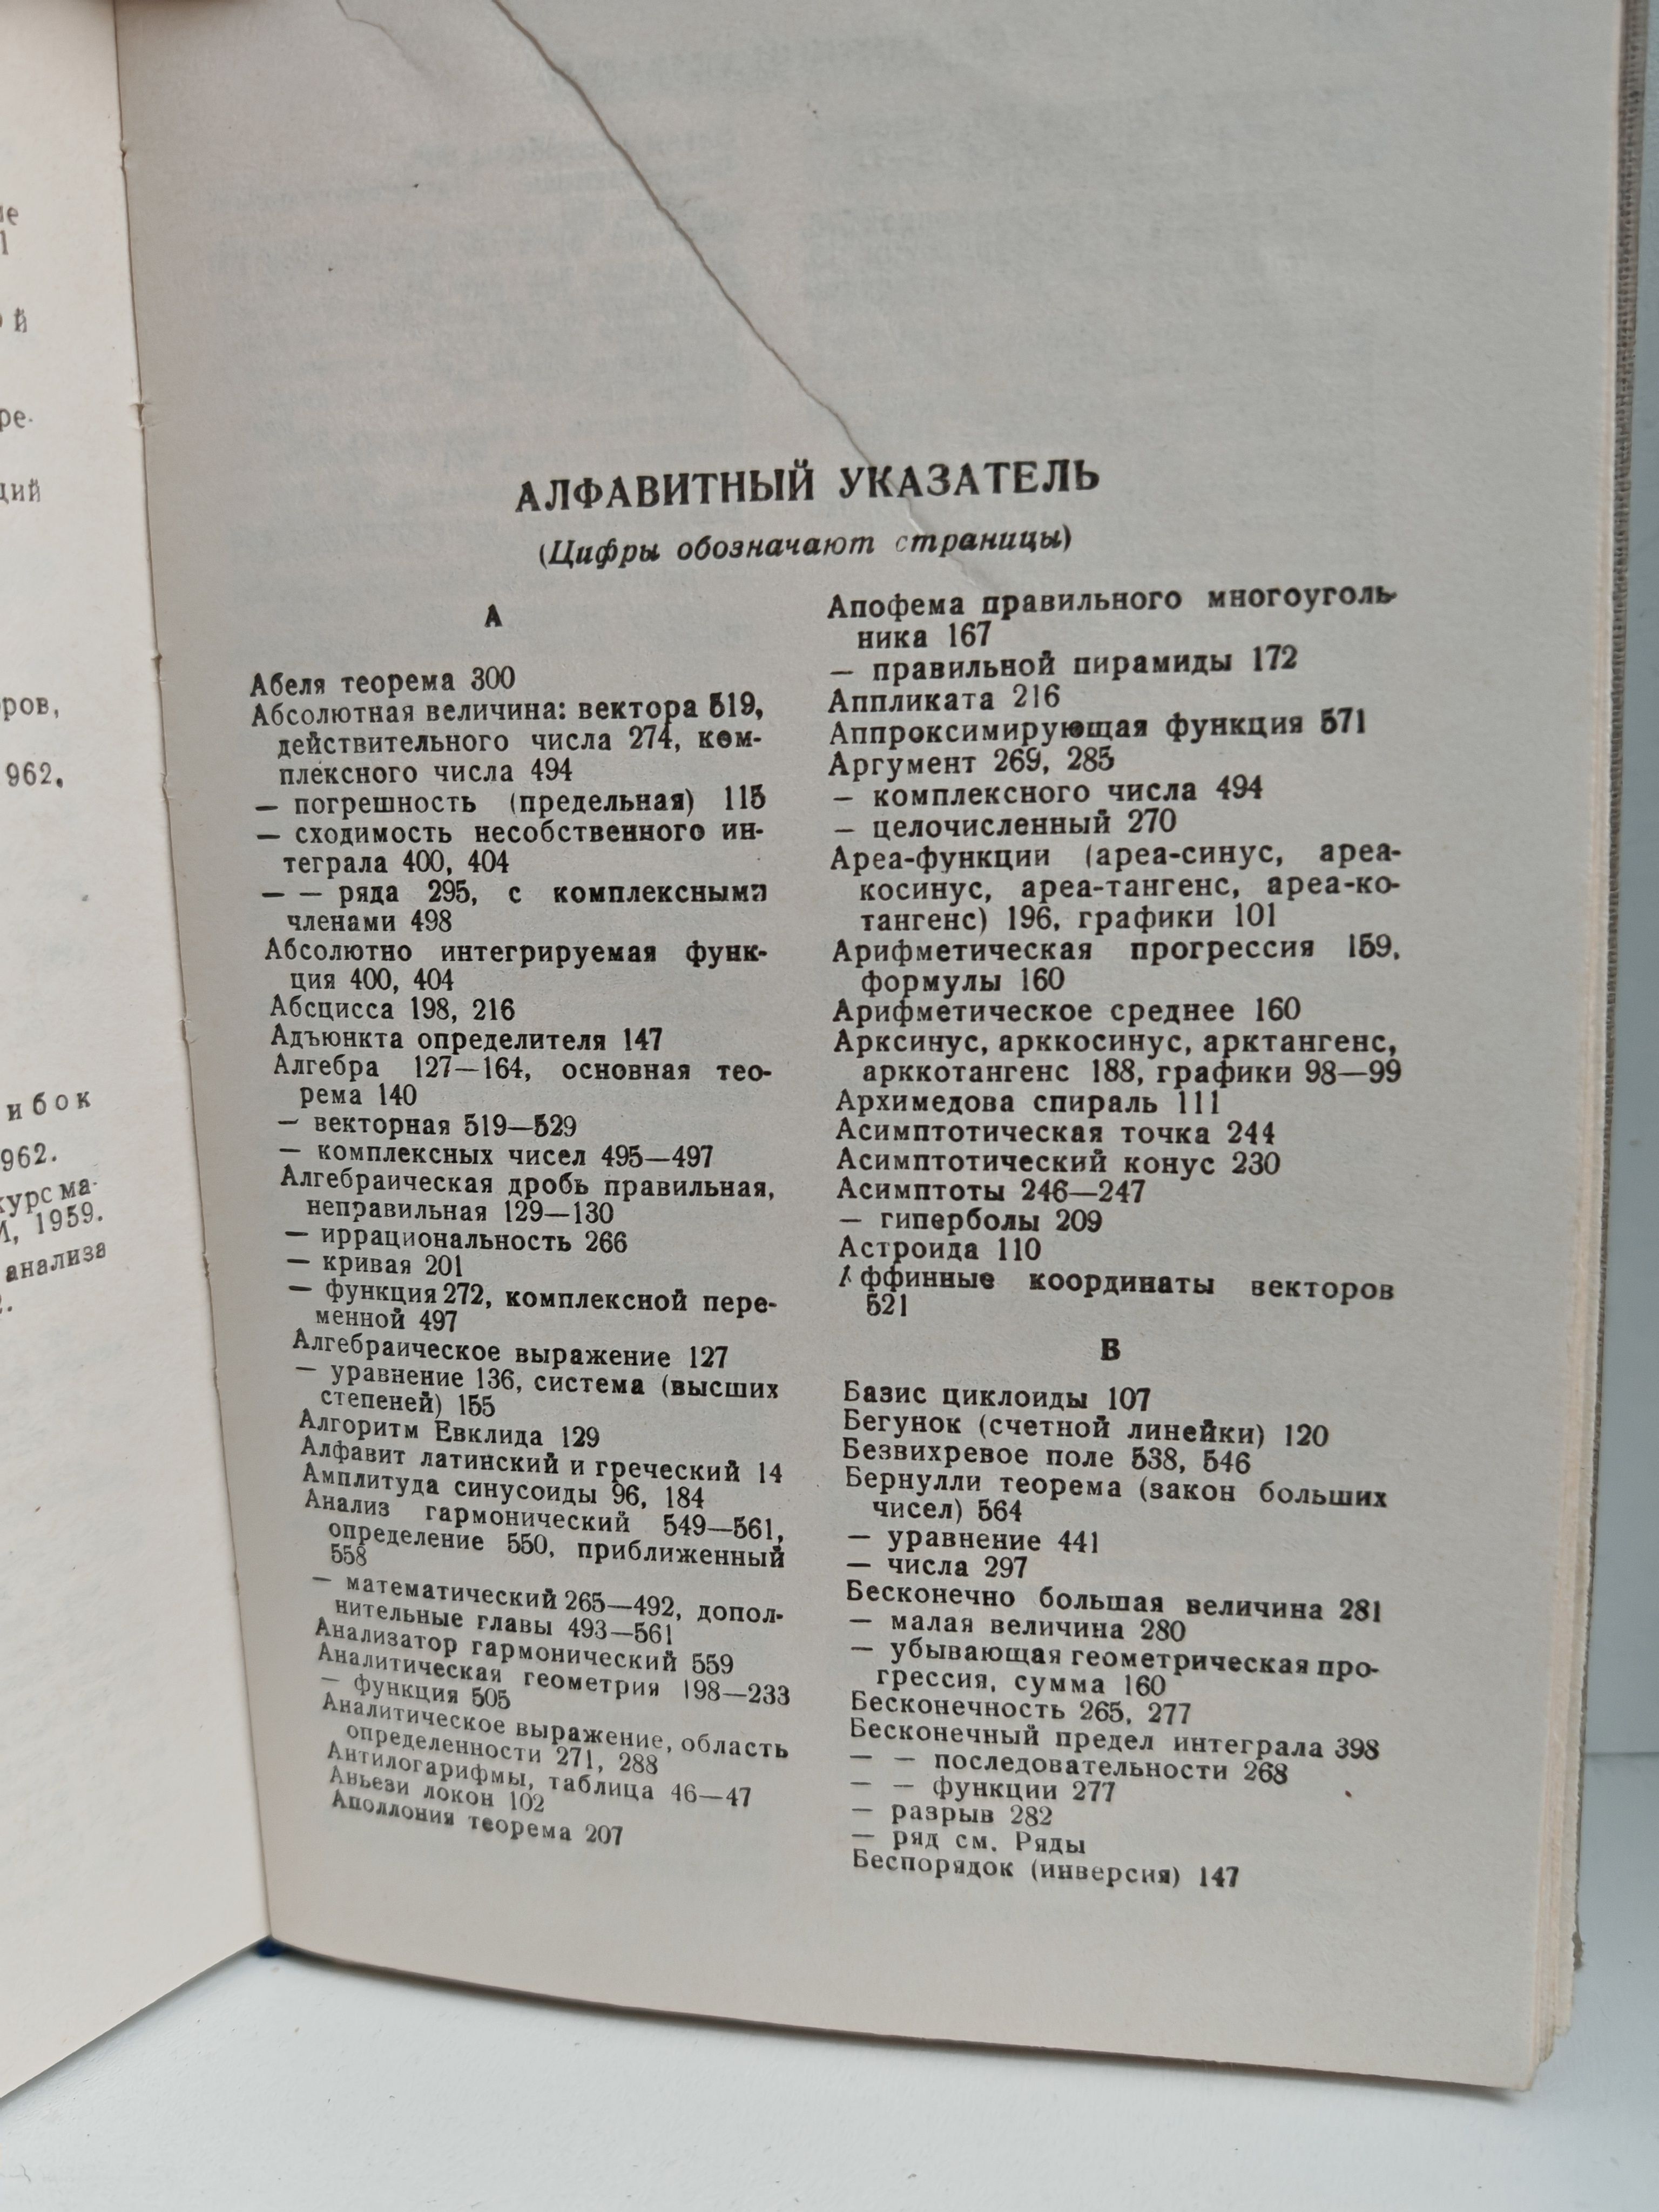 ие
1
о й
ре-
ций
ров,
962.
и б о к
962.
курс ма-
И, 1959.
анализа
АЛФАВИТНЫЙ УКАЗАТЕЛЬ
(Цифры обозначают страницы)
А
Абеля теорема 300
Абсолютная величина: вектора 519,
действительного числа 274, ком-
плексного числа 494
— погрешность (предельная) 115
— сходимость несобственного ин-
теграла 400, 404
— — ряда 295, с комплексными
членами 498
Абсолютно интегрируемая функ-
ция 400, 404
Абсцисса 198, 216
Адъюнкта определителя 147
Алгебра 127—164, основная тео-
рема 140
— векторная 519—529
— комплексных чисел 495—497
Алгебраическая дробь правильная,
неправильная 129—130
— иррациональность 266
— кривая 201
— функция 272, комплексной пере-
менной 497
Алгебраическое выражение 127
— уравнение 136, система (высших
степеней) 155
Алгоритм Евклида 129
Алфавит латинский и греческий 14
Амплитуда синусоиды 96, 184
Анализ гармонический 549—561,
определение 550, приближенный
558
— математический 265—492, допол-
нительные главы 493—561
Анализатор гармонический 559
Аналитическая геометрия 198—233
— функция 505
Аналитическое выражение, область
определенности 271, 288
Антилогарифмы, таблица 46—47
Аньези локон 102
Аполлония теорема 207
Апофема правильного многоуголь-
ника 167
— правильной пирамиды 172
Аппликата 216
Аппроксимирующая функция 571
Аргумент 269, 285
— комплексного числа 494
— целочисленный 270
Ареа-функции (ареа-синус, ареа-
косинус, ареа-тангенс, ареа-ко-
тангенс) 196, графики 101
Арифметическая прогрессия 159,
формулы 160
Арифметическое среднее 160
Арксинус, арккосинус, арктангенс,
арккотангенс 188, графики 98—99
Архимедова спираль 111
Асимптотическая точка 244
Асимптотический конус 230
Асимптоты 246—247
— гиперболы 209
Астроида 110
Аффинные координаты векторов
521
Б
Базис циклоиды 107
Бегунок (счетной линейки) 120
Безвихревое поле 538, 546
Бернулли теорема (закон больших
чисел) 564
— уравнение 441
— числа 297
Бесконечно большая величина 281
— малая величина 280
— убывающая геометрическая про-
грессия, сумма 160
Бесконечность 265, 277
Бесконечный предел интеграла 398
— — последовательности 268
— — функции 277
— разрыв 282
— ряд см. Ряды
Беспорядок (инверсия) 147